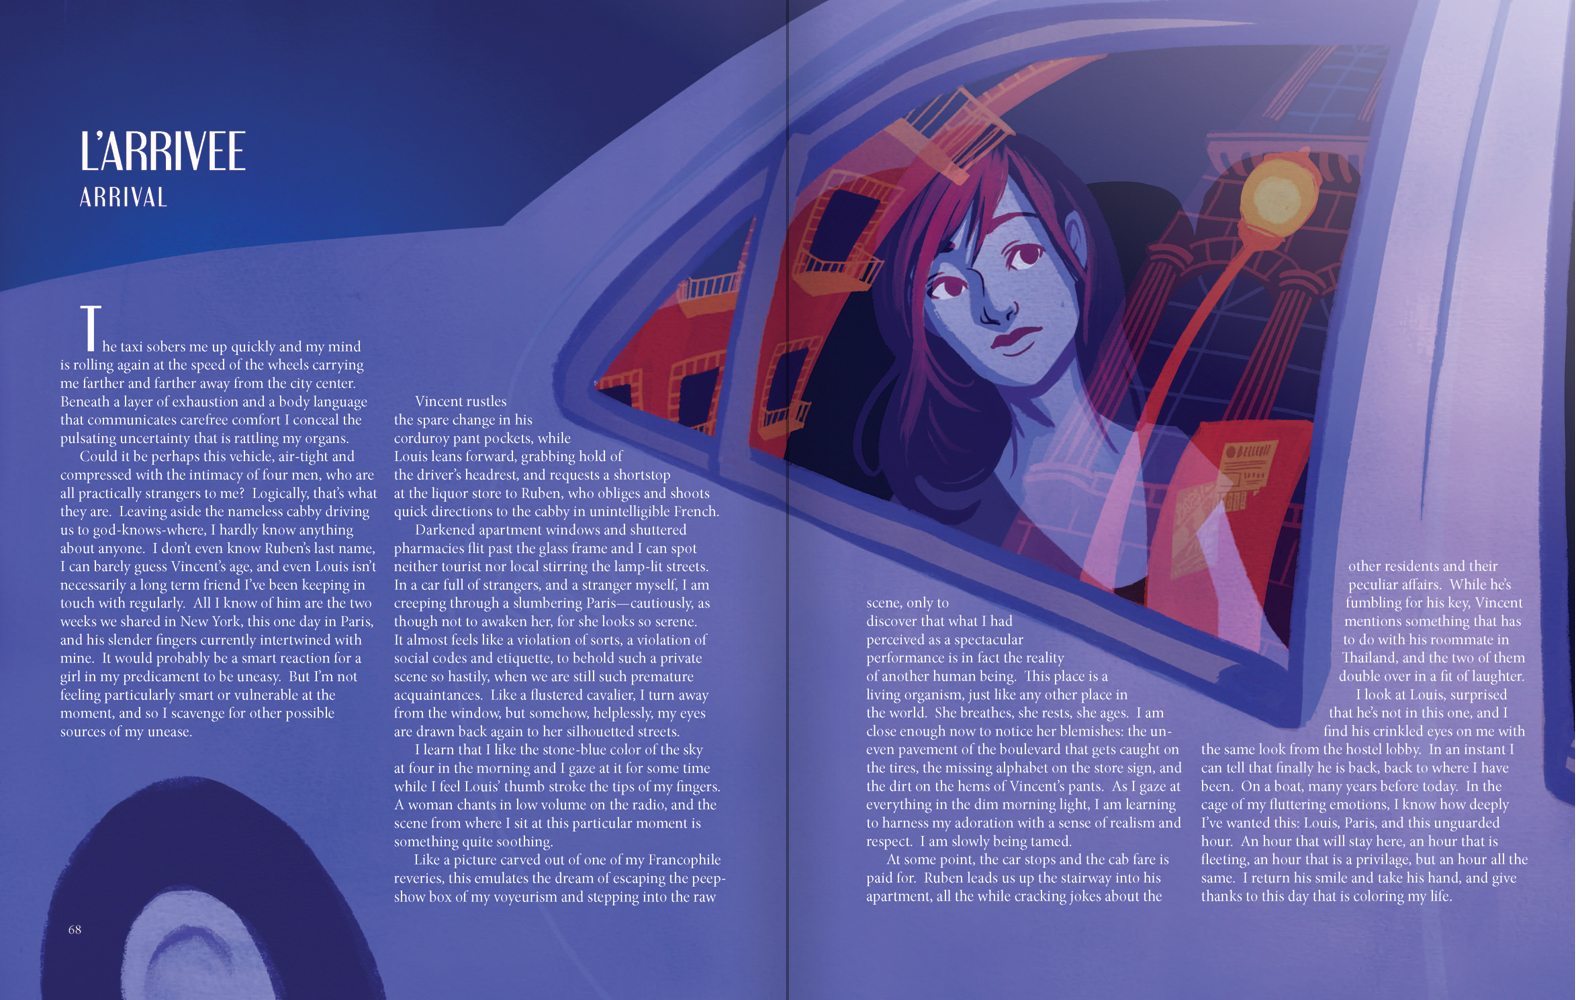 L'ARRIVEE
ARRIVAL
The taxi sobers me up quickly and my mind
is rolling again at the speed of the wheels carrying
me farther and farther away from the city center.
Beneath a layer of exhaustion and a body language
that communicates carefree comfort I conceal the
pulsating uncertainty that is rattling my organs.
Could it be perhaps this vehicle, air-tight and
compressed with the intimacy of four men, who are
all practically strangers to me?  Logically, that's what
they are.  Leaving aside the nameless cabby driving
us to god-knows-where, I hardly know anything
about anyone.  I don't even know Ruben's last name,
I can barely guess Vincent's age, and even Louis isn't
necessarily a long term friend I've been keeping in
touch with regularly.  All I know of him are the two
weeks we shared in New York, this one day in Paris,
and his slender fingers currently intertwined with
mine.  It would probably be a smart reaction for a
girl in my predicament to be uneasy.  But I'm not
feeling particularly smart or vulnerable at the
moment, and so I scavenge for other possible
sources of my unease.
Vincent rustles
the spare change in his
corduroy pant pockets, while
Louis leans forward, grabbing hold of
the driver's headrest, and requests a shortstop
at the liquor store to Ruben, who obliges and shoots
quick directions to the cabby in unintelligible French.
Darkened apartment windows and shuttered
pharmacies flit past the glass frame and I can spot
neither tourist nor local stirring the lamp-lit streets.
In a car full of strangers, and a stranger myself, I am
creeping through a slumbering Paris—cautiously, as
though not to awaken her, for she looks so serene.
It almost feels like a violation of sorts, a violation of
social codes and etiquette, to behold such a private
scene so hastily, when we are still such premature
acquaintances.  Like a flustered cavalier, I turn away
from the window, but somehow, helplessly, my eyes
are drawn back again to her silhouetted streets.
I learn that I like the stone-blue color of the sky
at four in the morning and I gaze at it for some time
while I feel Louis' thumb stroke the tips of my fingers.
A woman chants in low volume on the radio, and the
scene from where I sit at this particular moment is
something quite soothing.
Like a picture carved out of one of my Francophile
reveries, this emulates the dream of escaping the peep-
show box of my voyeurism and stepping into the raw
68
scene, only to
discover that what I had
perceived as a spectacular
performance is in fact the reality
of another human being.  This place is a
living organism, just like any other place in
the world.  She breathes, she rests, she ages.  I am
close enough now to notice her blemishes: the un-
even pavement of the boulevard that gets caught on
the tires, the missing alphabet on the store sign, and
the dirt on the hems of Vincent's pants.  As I gaze at
everything in the dim morning light, I am learning
to harness my adoration with a sense of realism and
respect.  I am slowly being tamed.
At some point, the car stops and the cab fare is
paid for.  Ruben leads us up the stairway into his
apartment, all the while cracking jokes about the
other residents and their
peculiar affairs.  While he's
fumbling for his key, Vincent
mentions something that has
to do with his roommate in
Thailand, and the two of them
double over in a fit of laughter.
I look at Louis, surprised
that he's not in this one, and I
find his crinkled eyes on me with
the same look from the hostel lobby.  In an instant I
can tell that finally he is back, back to where I have
been.  On a boat, many years before today.  In the
cage of my fluttering emotions, I know how deeply
I've wanted this: Louis, Paris, and this unguarded
hour.  An hour that will stay here, an hour that is
fleeting, an hour that is a privilage, but an hour all the
same.  I return his smile and take his hand, and give
thanks to this day that is coloring my life.